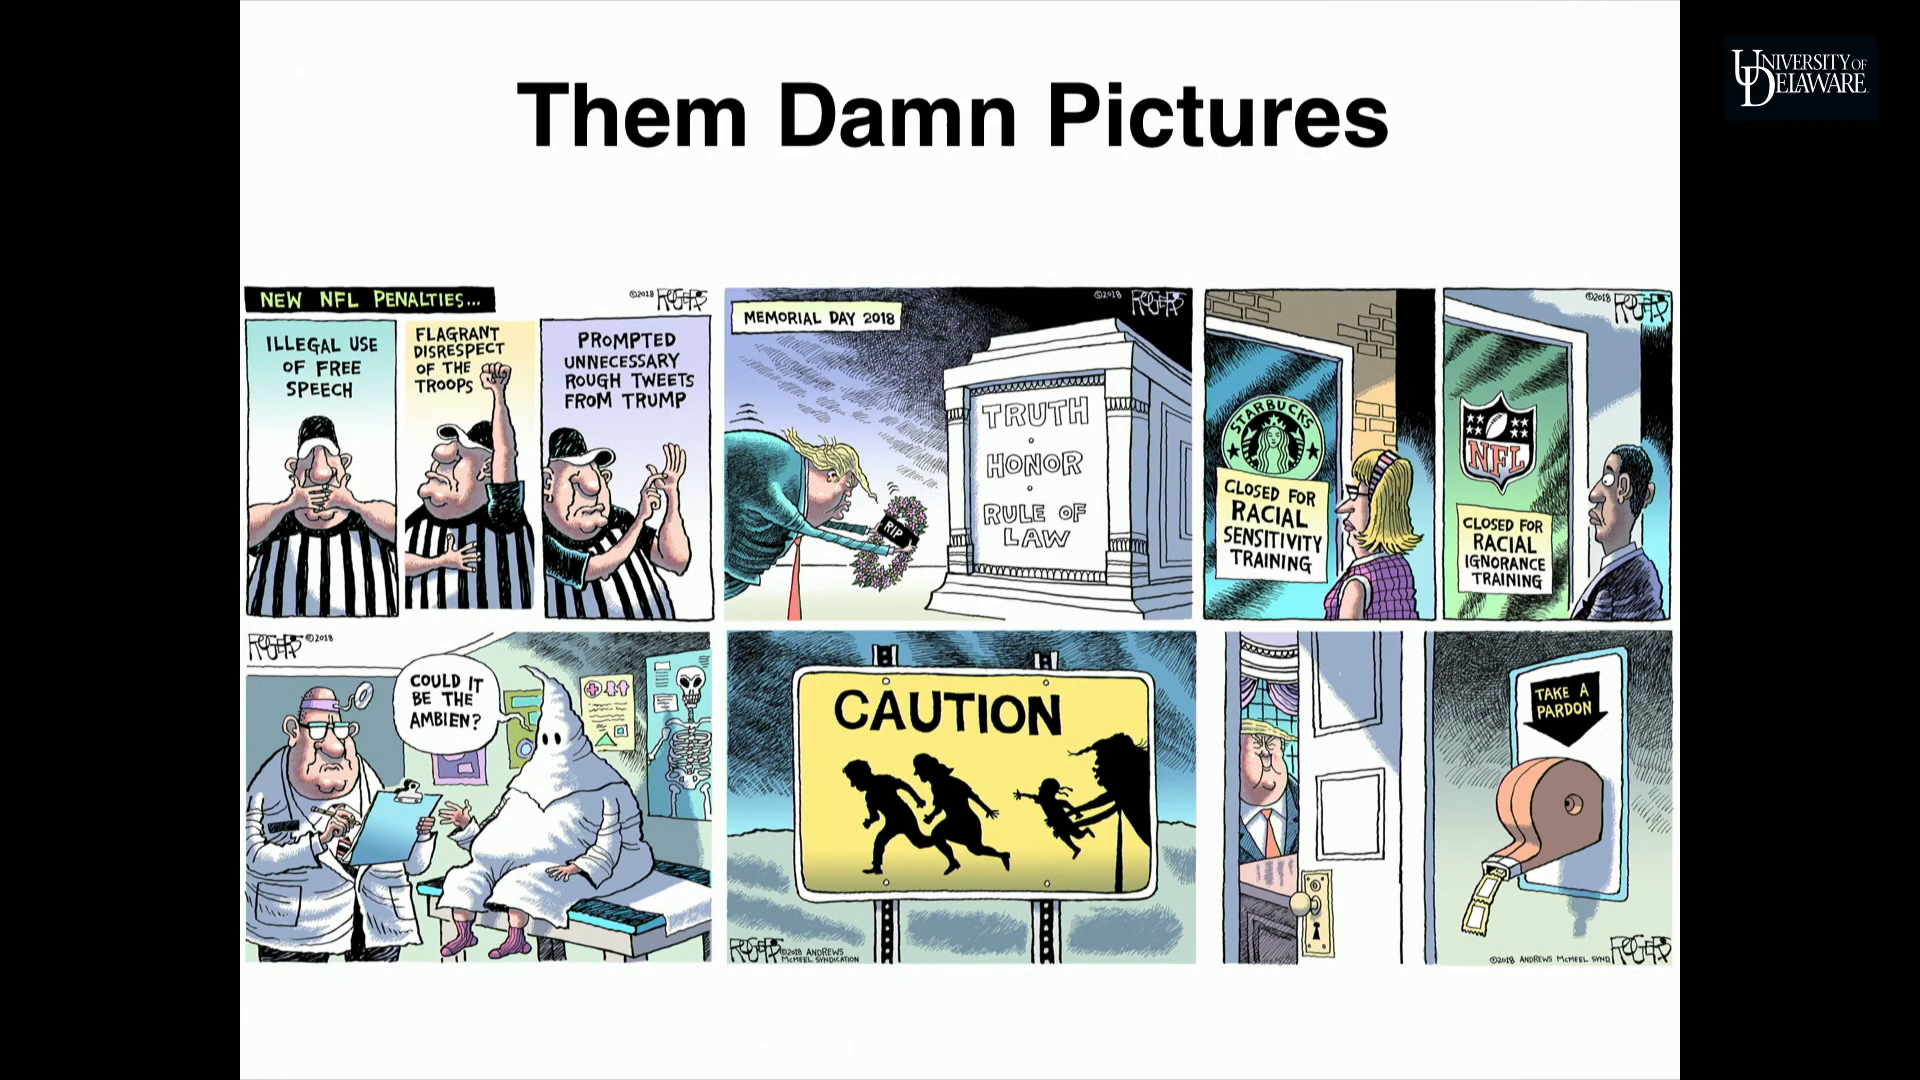 Them Damn Pictures
UNIVERSITY OF
DELAWARE
NEW NFL PENALTIES...
©2018 ROGERS
ILLEGAL USE
OF FREE
SPEECH
FLAGRANT
DISRESPECT
OF THE
TROOPS
PROMPTED
UNNECESSARY
ROUGH TWEETS
FROM TRUMP
MEMORIAL DAY 2018
©2018 ROGERS
RIP
TRUTH
HONOR
RULE OF
LAW
STARBUCKS
CLOSED FOR
RACIAL
SENSITIVITY
TRAINING
©2018 ROGERS
NFL
CLOSED FOR
RACIAL
IGNORANCE
TRAINING
ROGERS ©2018
COULD IT
BE THE
AMBIEN?
CAUTION
ROGERS ©2018 ANDREWS
MCMEEL SYNDICATION
TAKE A
PARDON
©2018 ANDREWS MCMEEL SYND. ROGERS